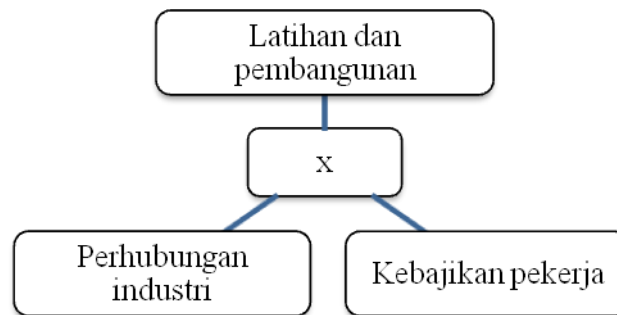 Latihan dan
pembangunan
x
Perhubungan
industri
Kebajikan pekerja